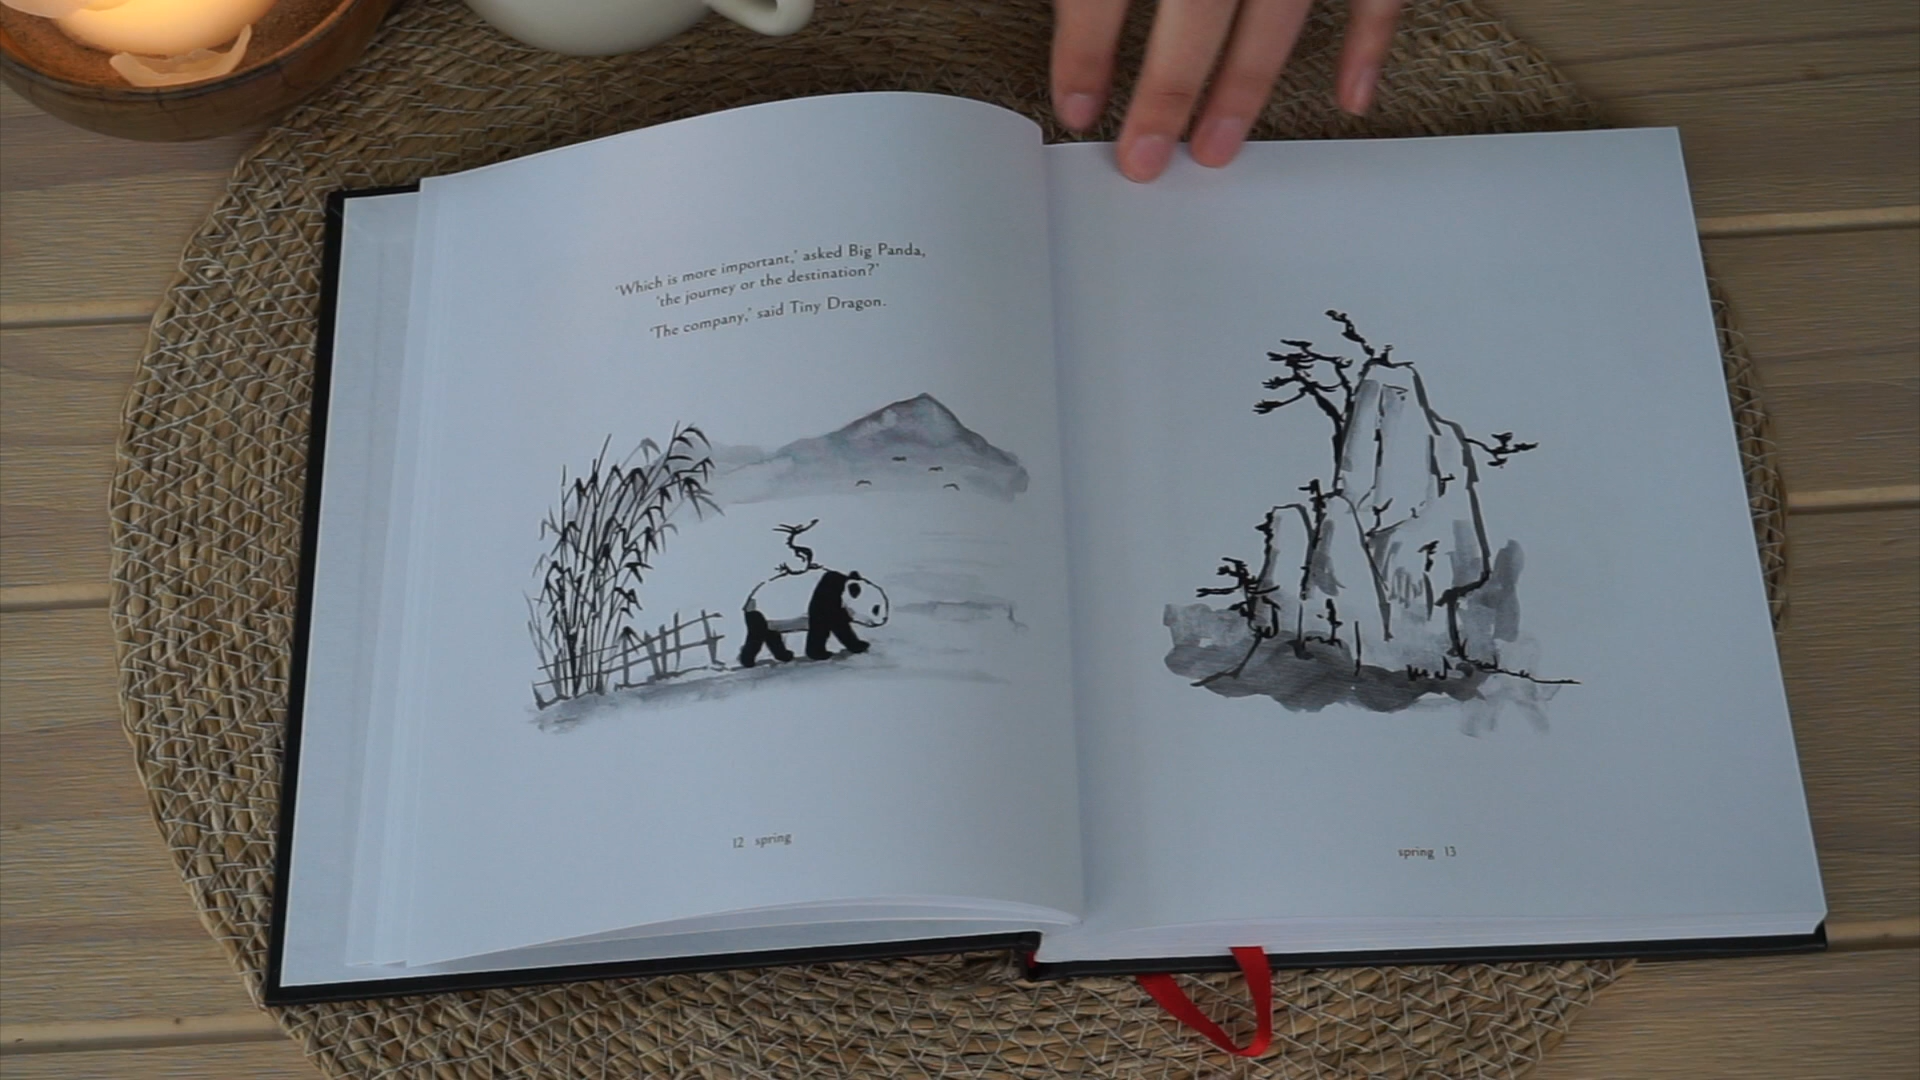 ‘Which is more important,’ asked Big Panda,
‘the journey or the destination?’
‘The company,’ said Tiny Dragon.
12 spring
spring 13